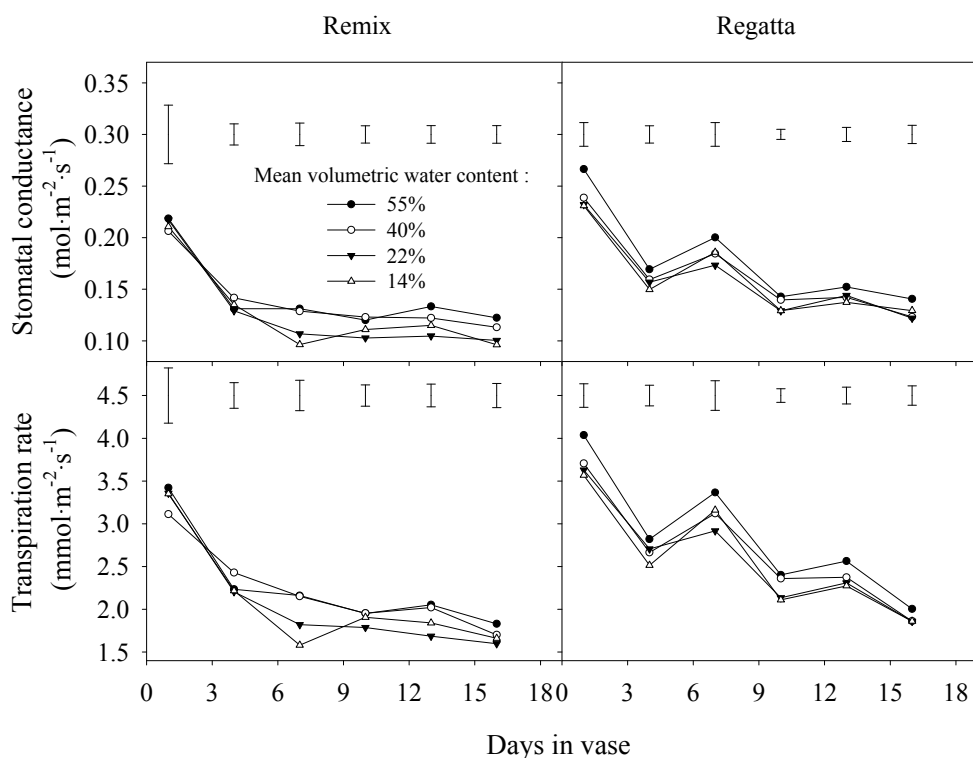 Remix
Regatta
Stomatal conductance
(mol·m-2·s-1)
0.35
0.30
0.25
0.20
0.15
0.10
Mean volumetric water content :
55%
40%
22%
14%
Transpiration rate
(mmol·m-2·s-1)
4.5
4.0
3.5
3.0
2.5
2.0
1.5
0 3 6 9 12 15 18 0 3 6 9 12 15 18
Days in vase